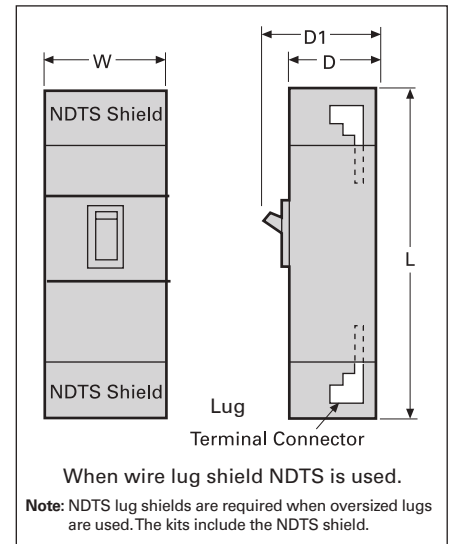 D1
W
D
NDTS Shield
L
NDTS Shield
Lug
Terminal Connector
When wire lug shield NDTS is used.
Note: NDTS lug shields are required when oversized lugs
are used. The kits include the NDTS shield.